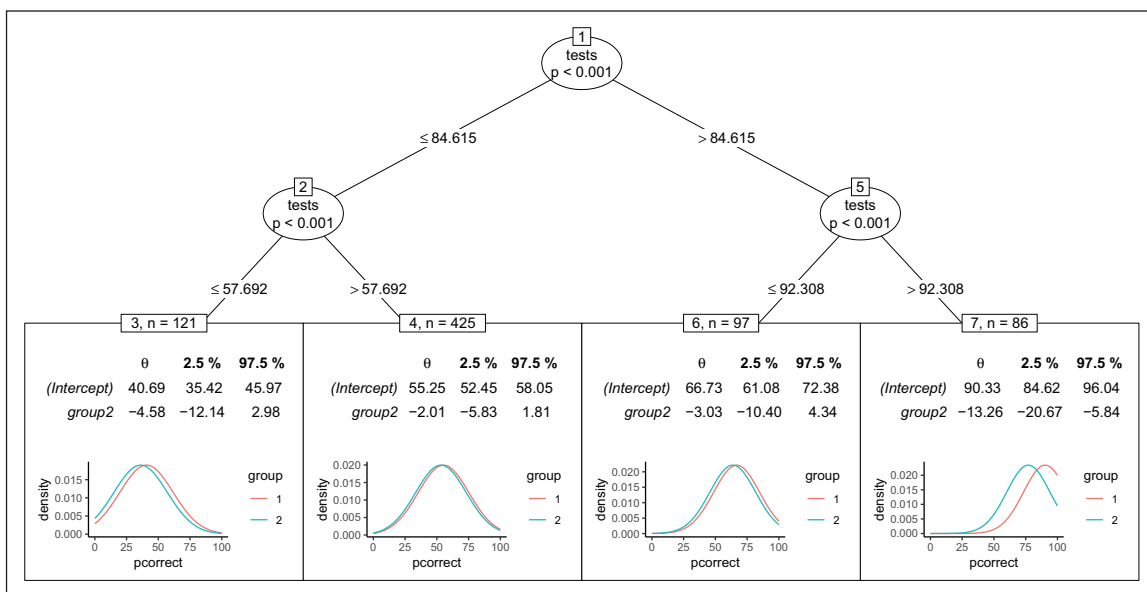 1
tests
p < 0.001
≤ 84.615
> 84.615
2
tests
p < 0.001
5
tests
p < 0.001
≤ 57.692
> 57.692
≤ 92.308
> 92.308
3, n = 121
θ 2.5 % 97.5 %
(Intercept) 40.69 35.42 45.97
group2 −4.58 −12.14 2.98
density
0.015
0.010
0.005
0.000
0 25 50 75 100
pcorrect
group
1
2
4, n = 425
θ 2.5 % 97.5 %
(Intercept) 55.25 52.45 58.05
group2 −2.01 −5.83 1.81
density
0.020
0.015
0.010
0.005
0.000
0 25 50 75 100
pcorrect
group
1
2
6, n = 97
θ 2.5 % 97.5 %
(Intercept) 66.73 61.08 72.38
group2 −3.03 −10.40 4.34
density
0.020
0.015
0.010
0.005
0.000
0 25 50 75 100
pcorrect
group
1
2
7, n = 86
θ 2.5 % 97.5 %
(Intercept) 90.33 84.62 96.04
group2 −13.26 −20.67 −5.84
density
0.020
0.015
0.010
0.005
0.000
0 25 50 75 100
pcorrect
group
1
2